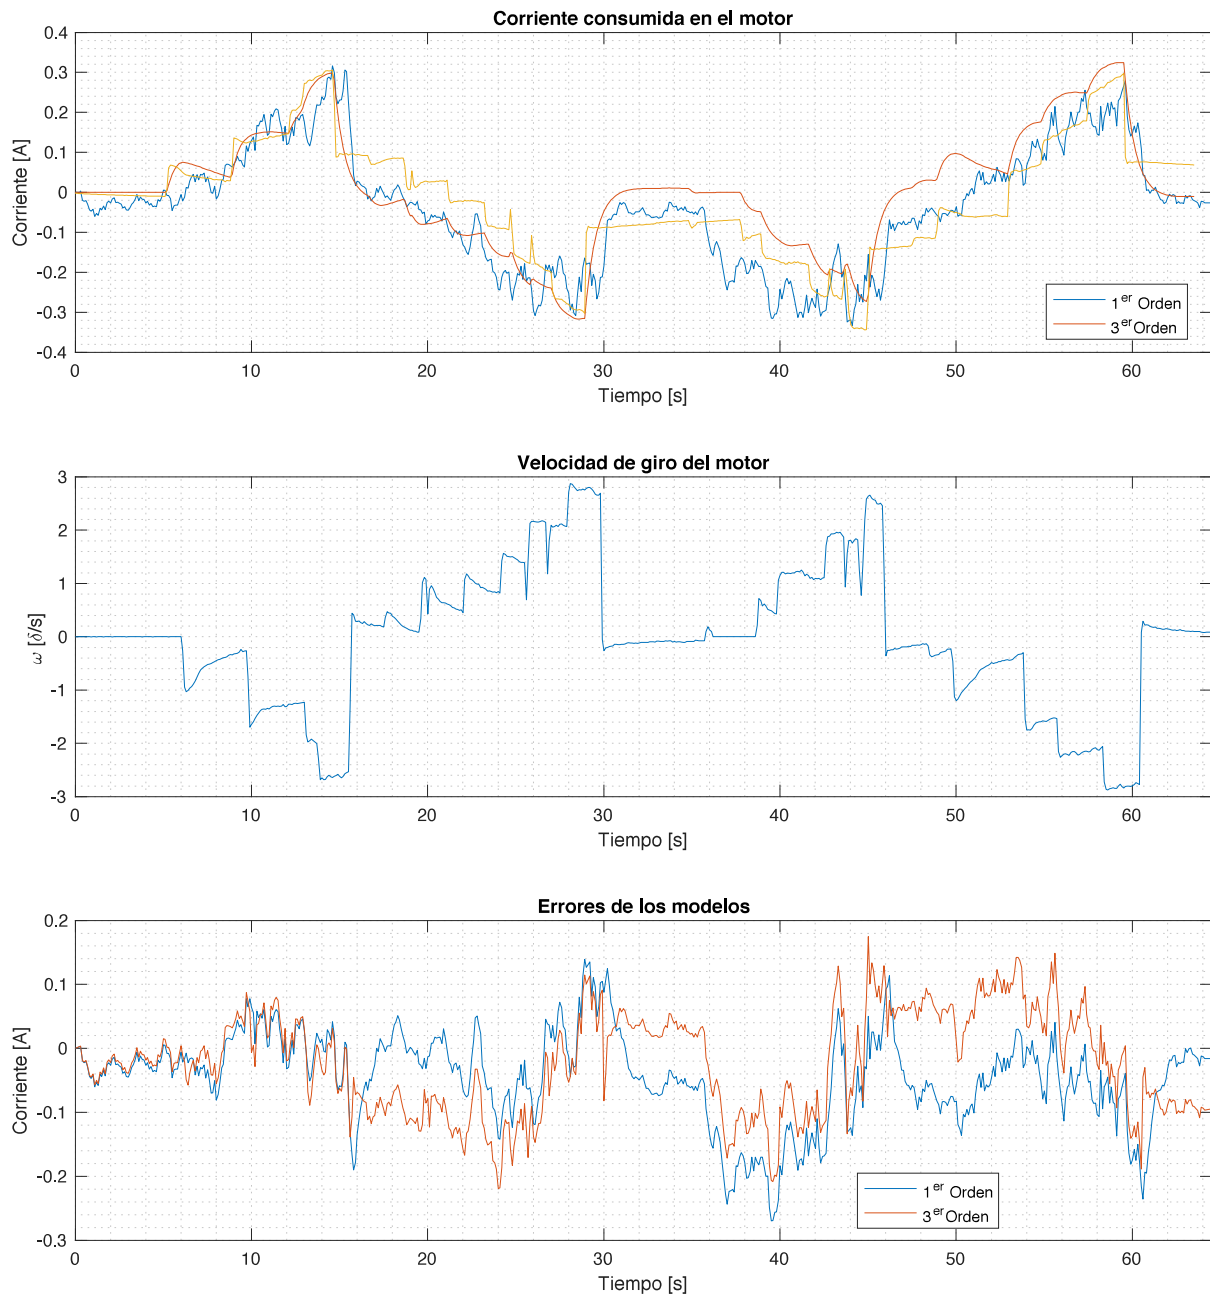 Corriente consumida en el motor
0.4
0.3
0.2
0.1
0
-0.1
-0.2
-0.3
-0.4
Corriente [A]
1er Orden
3erOrden
0 10 20 30 40 50 60
Tiempo [s]
Velocidad de giro del motor
3
2
1
0
-1
-2
-3
ω [δ/s]
0 10 20 30 40 50 60
Tiempo [s]
Errores de los modelos
0.2
0.1
0
-0.1
-0.2
-0.3
Corriente [A]
1er Orden
3erOrden
0 10 20 30 40 50 60
Tiempo [s]